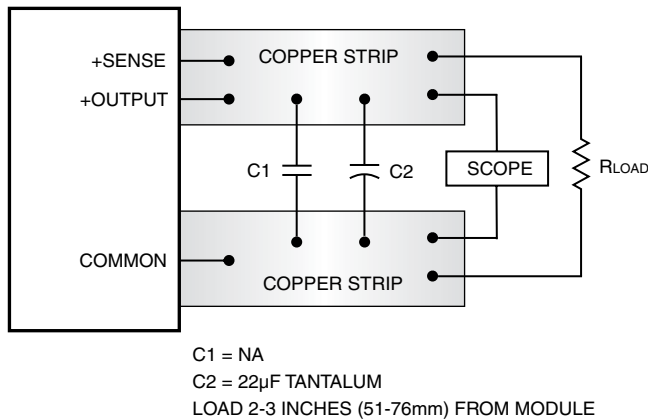 +SENSE
COPPER STRIP
+OUTPUT
C1
C2
SCOPE
RLOAD
COMMON
COPPER STRIP
C1 = NA
C2 = 22µF TANTALUM
LOAD 2-3 INCHES (51-76mm) FROM MODULE